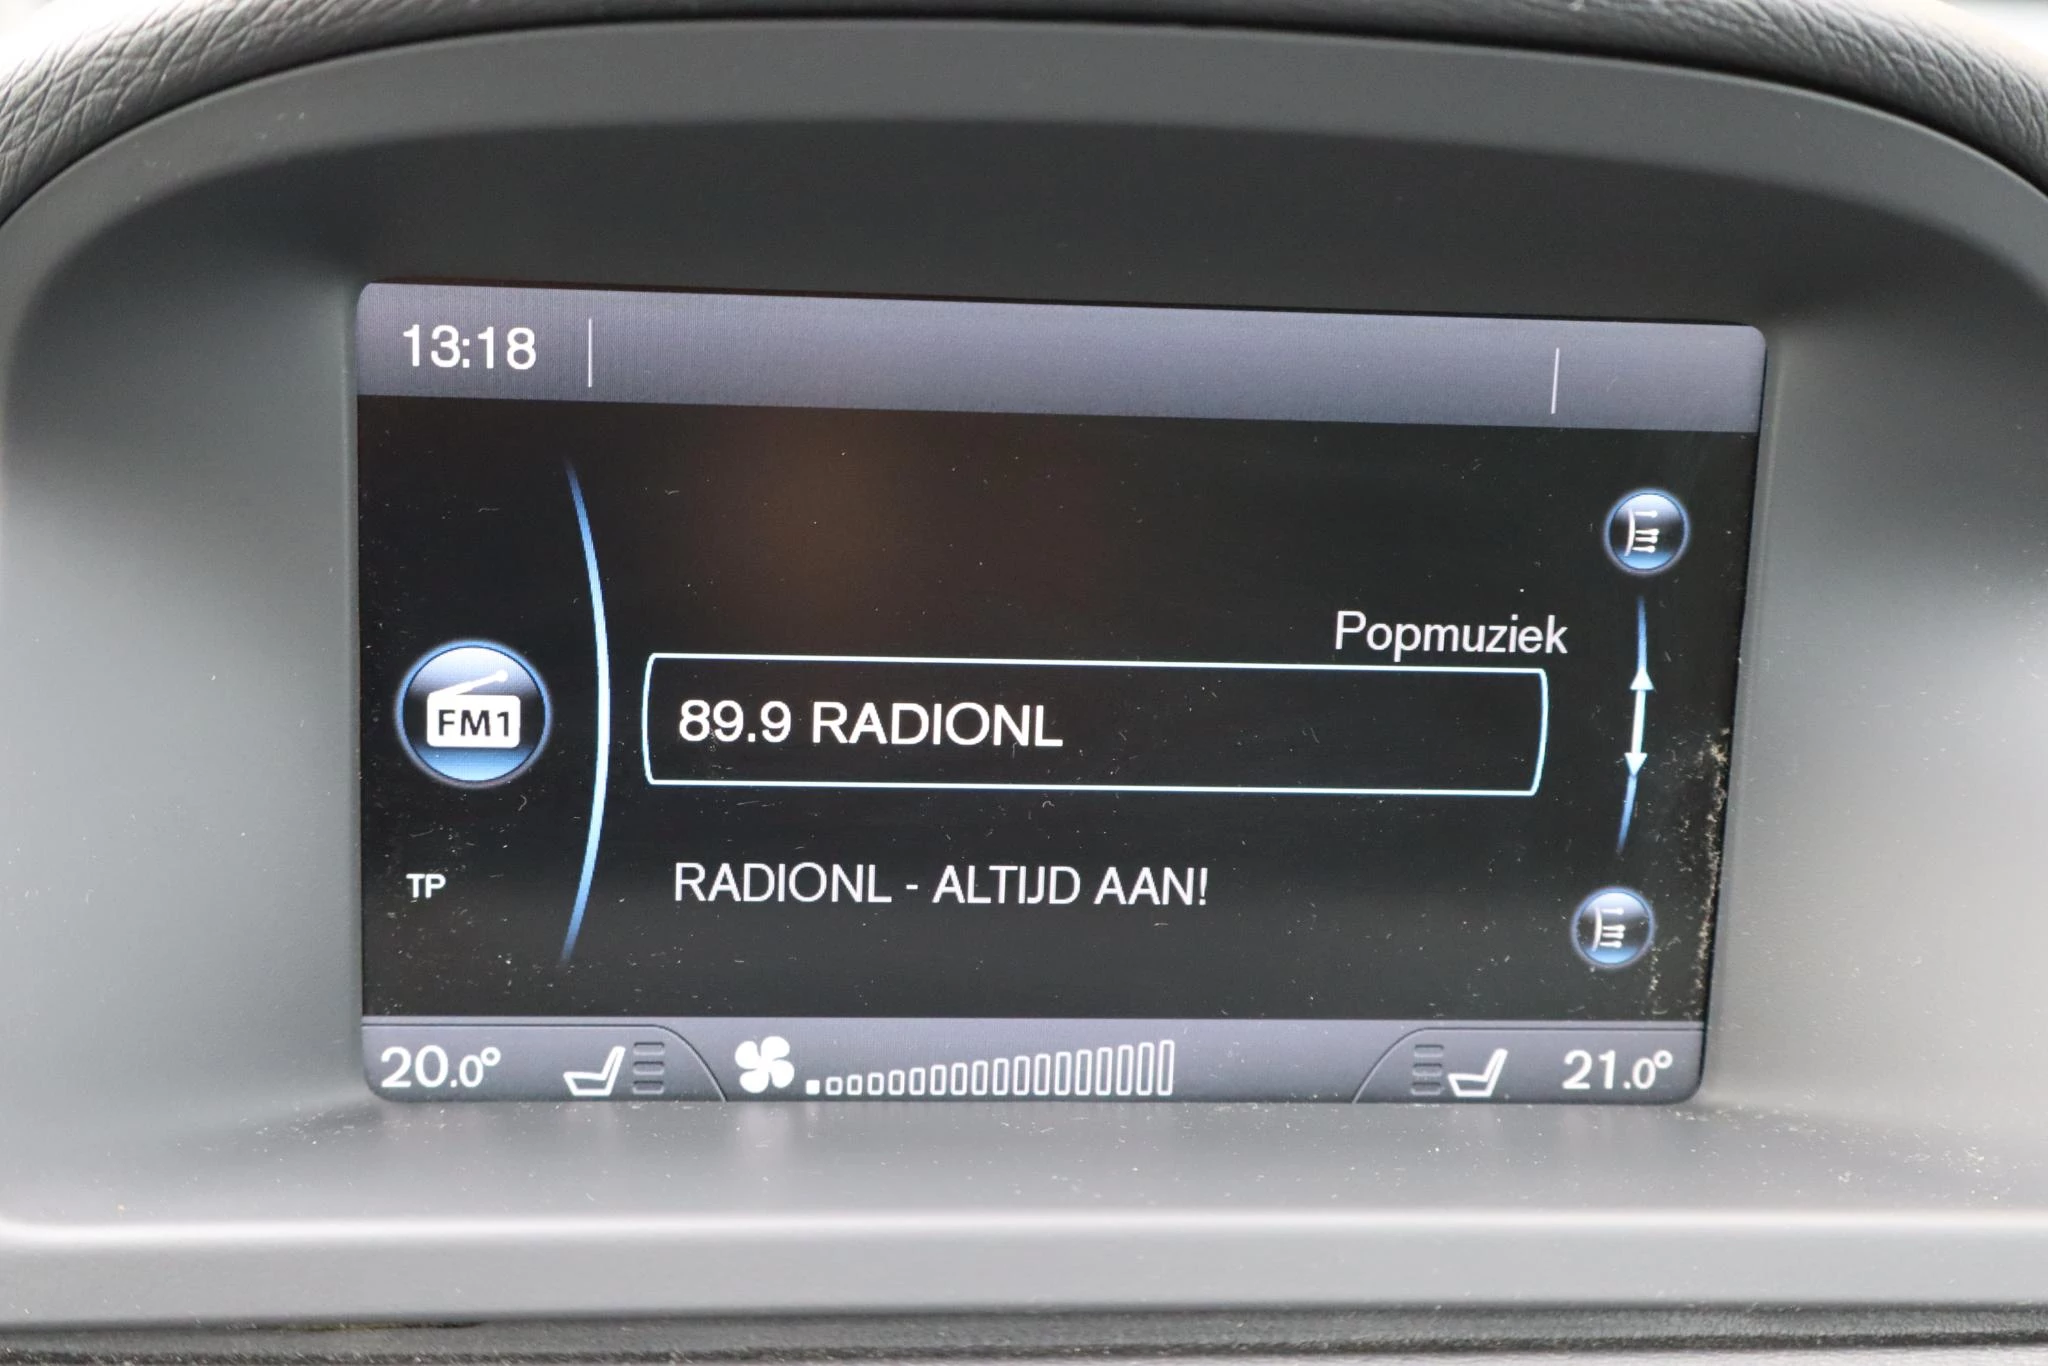 13:18
Popmuziek
FM1
89.9 RADIONL
TP
RADIONL - ALTIJD AAN!
20.0°
21.0°